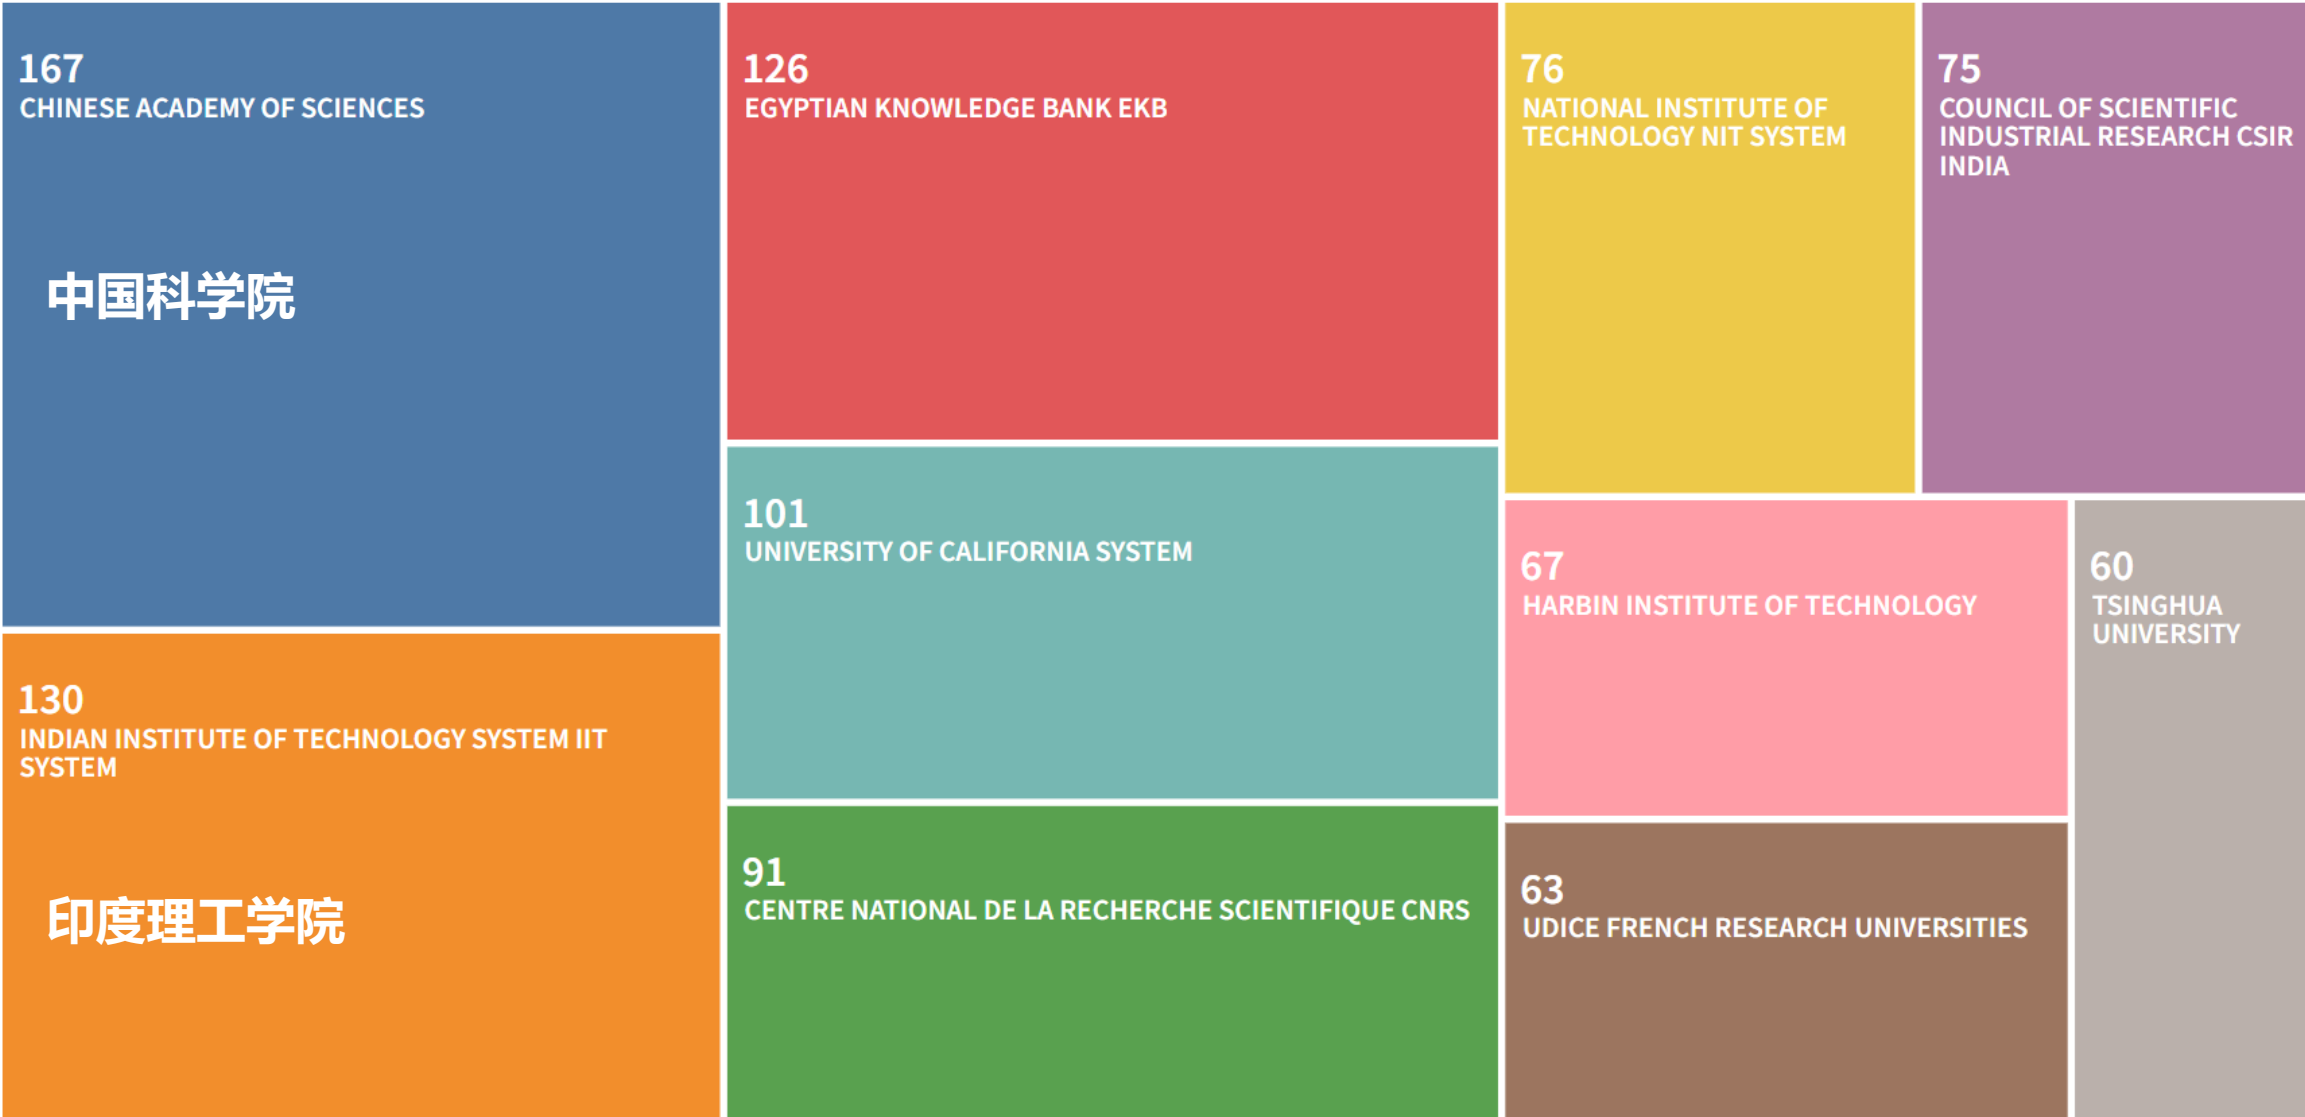 167
CHINESE ACADEMY OF SCIENCES
中国科学院
130
INDIAN INSTITUTE OF TECHNOLOGY SYSTEM IIT
SYSTEM
印度理工学院
126
EGYPTIAN KNOWLEDGE BANK EKB
101
UNIVERSITY OF CALIFORNIA SYSTEM
91
CENTRE NATIONAL DE LA RECHERCHE SCIENTIFIQUE CNRS
76
NATIONAL INSTITUTE OF
TECHNOLOGY NIT SYSTEM
75
COUNCIL OF SCIENTIFIC
INDUSTRIAL RESEARCH CSIR
INDIA
67
HARBIN INSTITUTE OF TECHNOLOGY
63
UDICE FRENCH RESEARCH UNIVERSITIES
60
TSINGHUA
UNIVERSITY